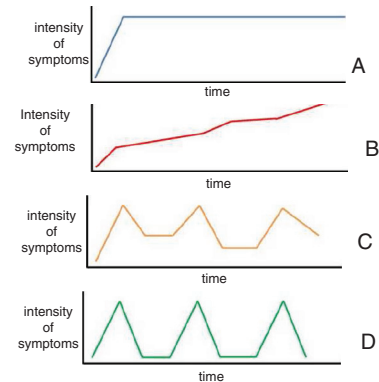 intensity
of
symptoms
A
time
Intensity
Of
symptoms
B
time
intensity
of
symptoms
C
time
intensity
of
symptoms
D
time